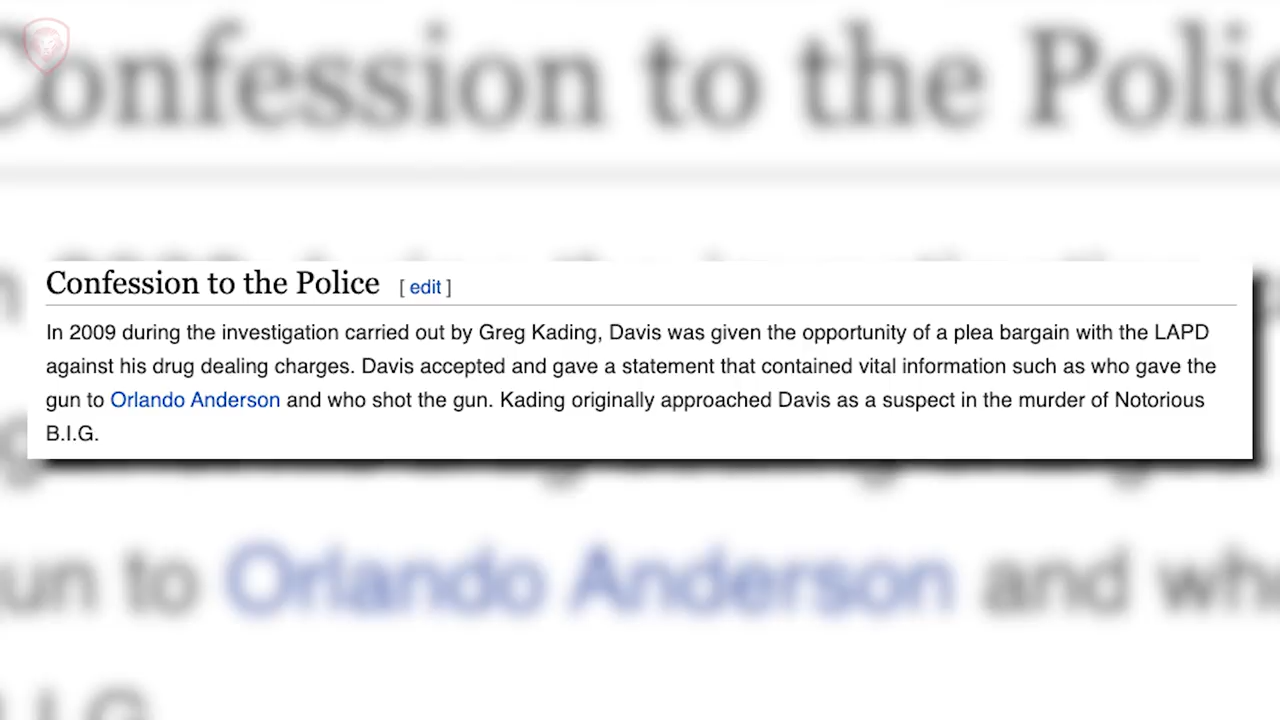 Confession to the Polic
Confession to the Police [ edit ]
In 2009 during the investigation carried out by Greg Kading, Davis was given the opportunity of a plea bargain with the LAPD
against his drug dealing charges. Davis accepted and gave a statement that contained vital information such as who gave the
gun to Orlando Anderson and who shot the gun. Kading originally approached Davis as a suspect in the murder of Notorious
B.I.G.
gun to Orlando Anderson and who
B.I.G.